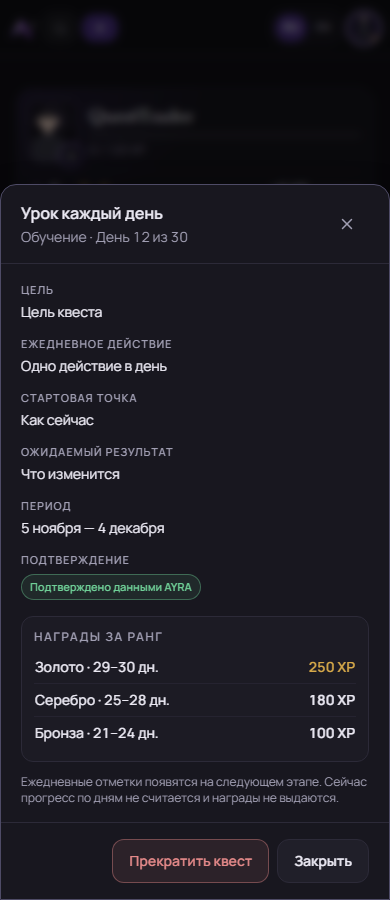 Урок каждый день
Обучение · День 12 из 30
ЦЕЛЬ
Цель квеста
ЕЖЕДНЕВНОЕ ДЕЙСТВИЕ
Одно действие в день
СТАРТОВАЯ ТОЧКА
Как сейчас
ОЖИДАЕМЫЙ РЕЗУЛЬТАТ
Что изменится
ПЕРИОД
5 ноября — 4 декабря
ПОДТВЕРЖДЕНИЕ
Подтверждено данными AYRA
НАГРАДЫ ЗА РАНГ
Золото · 29–30 дн. 250 XP
Серебро · 25–28 дн. 180 XP
Бронза · 21–24 дн. 100 XP
Ежедневные отметки появятся на следующем этапе. Сейчас
прогресс по дням не считается и награды не выдаются.
Прекратить квест Закрыть